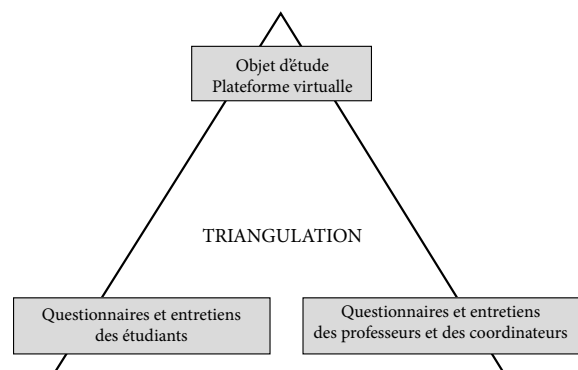 Objet d'étude
Plateforme virtualle
TRIANGULATION
Questionnaires et entretiens
des étudiants
Questionnaires et entretiens
des professeurs et des coordinateurs